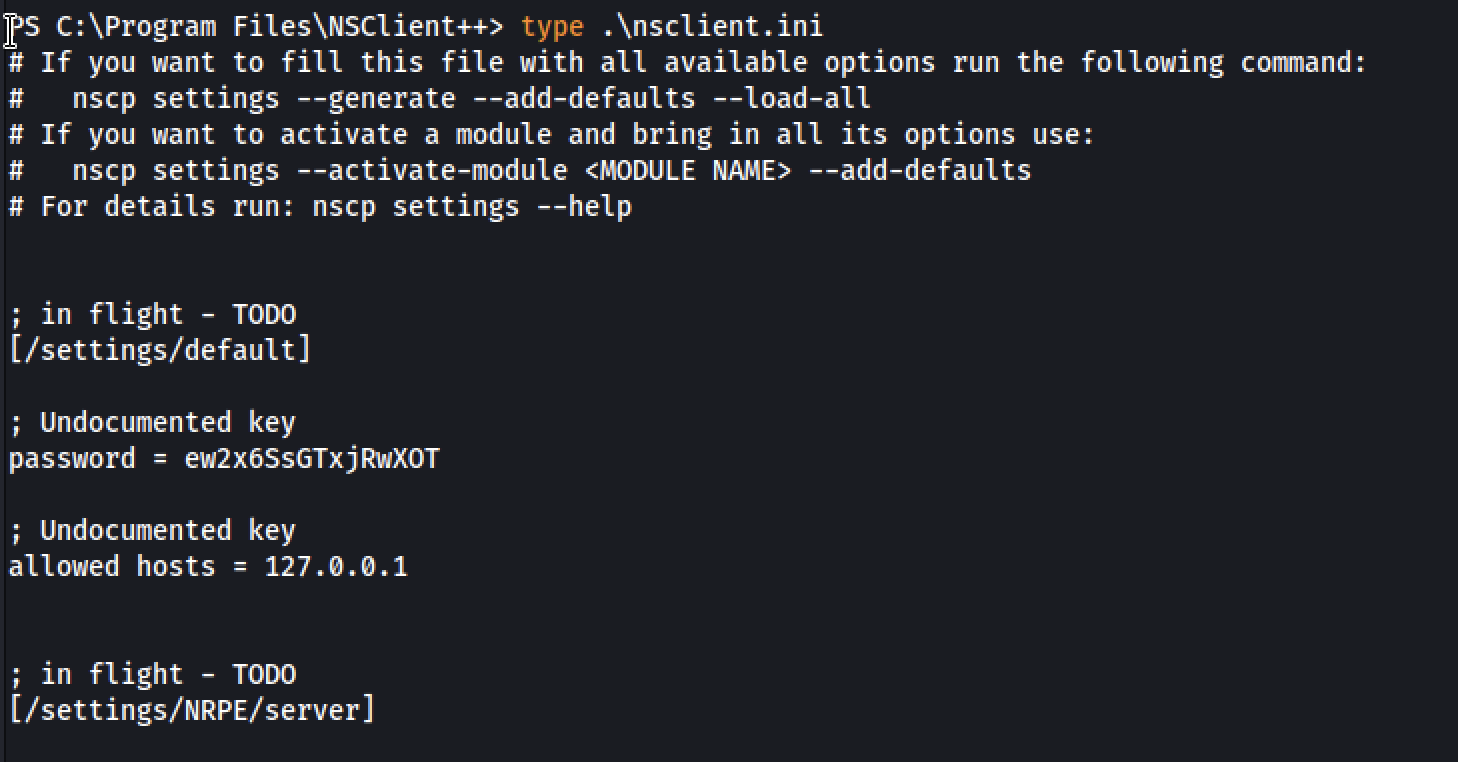 PS C:\Program Files\NSClient++> type .\nsclient.ini
# If you want to fill this file with all available options run the following command:
#   nscp settings --generate --add-defaults --load-all
# If you want to activate a module and bring in all its options use:
#   nscp settings --activate-module <MODULE NAME> --add-defaults
# For details run: nscp settings --help
; in flight - TODO
[/settings/default]
; Undocumented key
password = ew2x6SsGTxjRwXOT
; Undocumented key
allowed hosts = 127.0.0.1
; in flight - TODO
[/settings/NRPE/server]